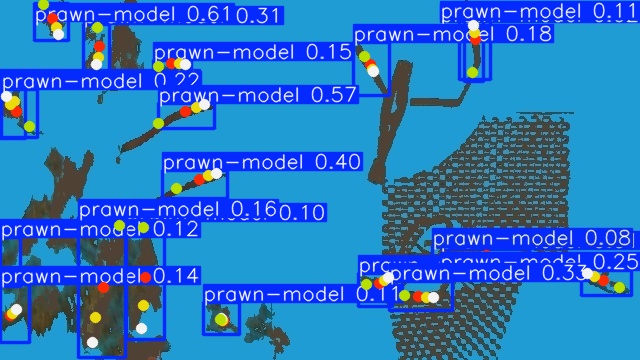 prawn-model 0.61 0.31
prawn-model 0.11
prawn-model 0.18
prawn-model 0.15
prawn-model 0.22
prawn-model 0.57
prawn-model 0.40
prawn-model 0.16 0.10
prawn-model 0.12
prawn-model 0.08
prawn-model 0.25
prawn-model 0.33
prawn-model 0.14
prawn-model 0.11